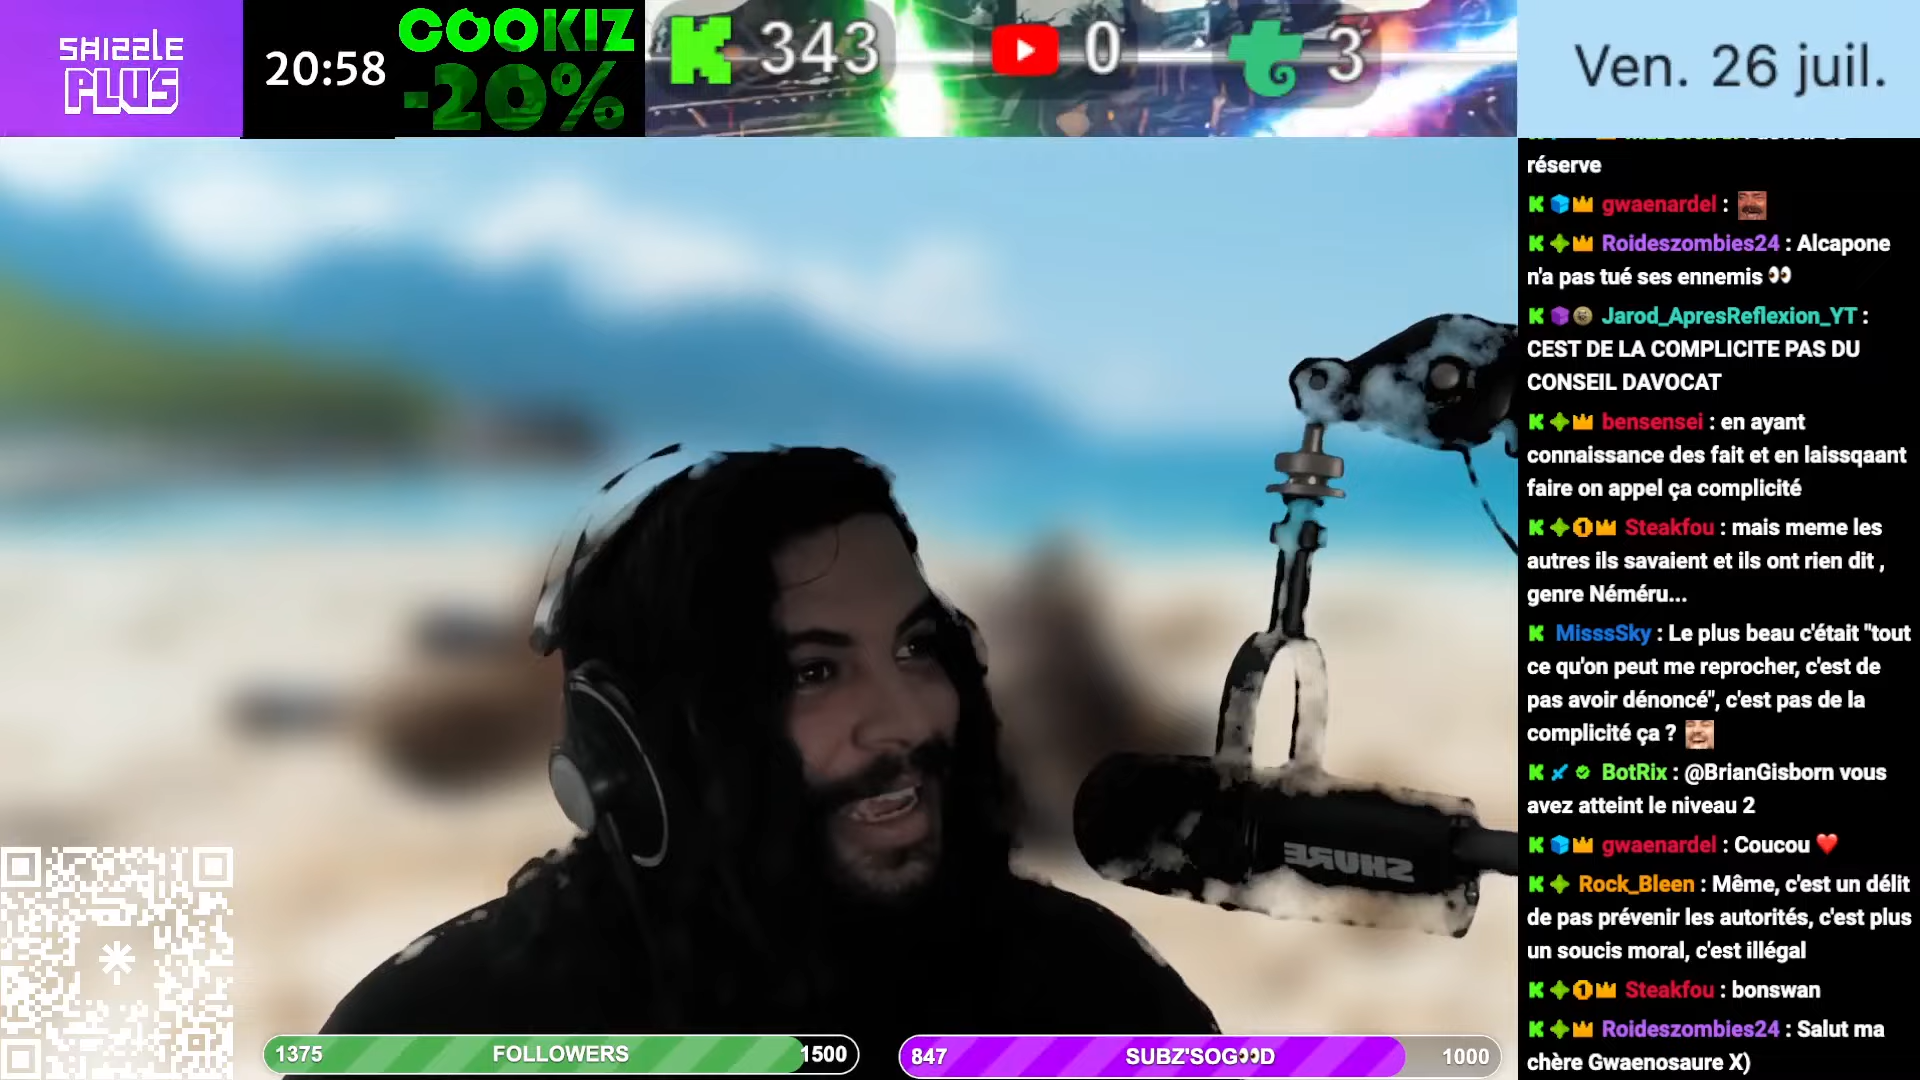 SHIZZLE
PLUS
20:58
COOKIZ
-20%
343
0
3
Ven. 26 juil.
réserve
gwaenardel :
Roideszombies24 : Alcapone
n'a pas tué ses ennemis 👀
Jarod_ApresReflexion_YT :
CEST DE LA COMPLICITE PAS DU
CONSEIL DAVOCAT
bensensei : en ayant
connaissance des fait et en laissqaant
faire on appel ça complicité
Steakfou : mais meme les
autres ils savaient et ils ont rien dit ,
genre Néméru...
MisssSky : Le plus beau c'était "tout
ce qu'on peut me reprocher, c'est de
pas avoir dénoncé", c'est pas de la
complicité ça ?
BotRix : @BrianGisborn vous
avez atteint le niveau 2
gwaenardel : Coucou ❤️
Rock_Bleen : Même, c'est un délit
de pas prévenir les autorités, c'est plus
un soucis moral, c'est illégal
Steakfou : bonswan
Roideszombies24 : Salut ma
chère Gwaenosaure X)
SHURE
1375 FOLLOWERS 1500
847 SUBZ'SOG👀D 1000